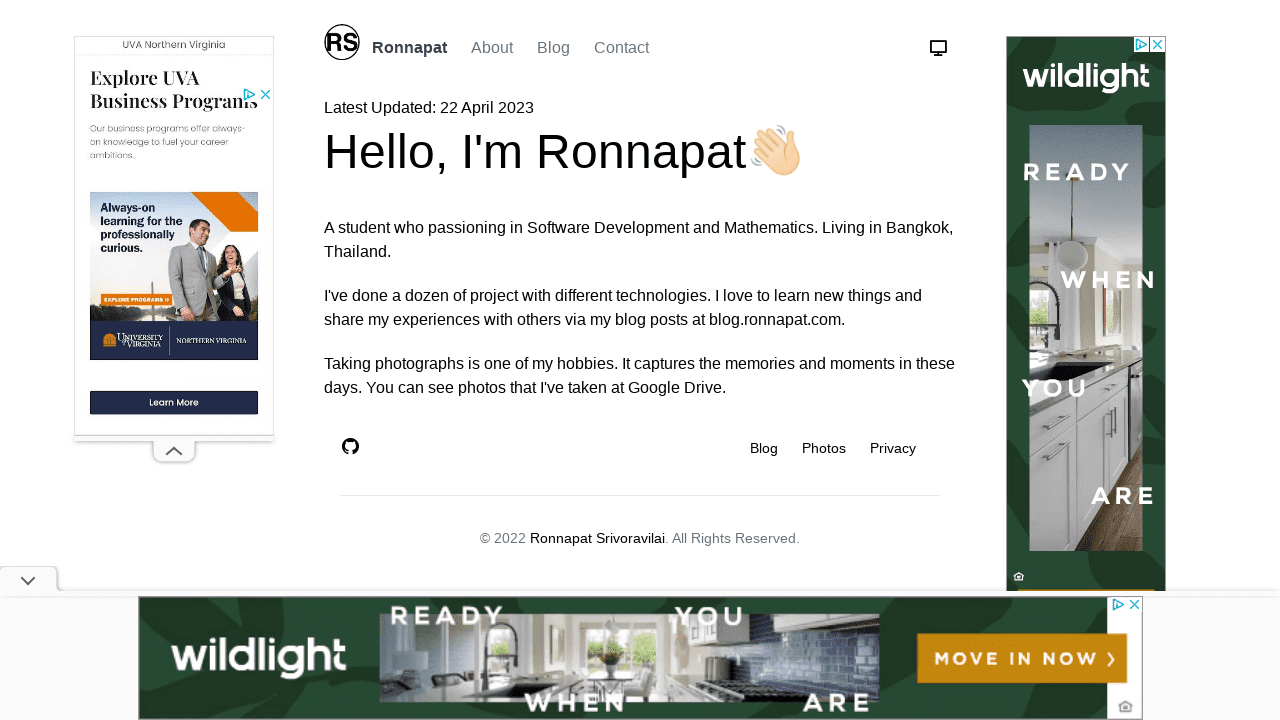 UVA Northern Virginia
Explore UVA
Business Programs
Our business programs offer always-
on knowledge to fuel your career
ambitions.
Always-on
learning for the
professionally
curious.
EXPLORE PROGRAMS >>
UNIVERSITY of VIRGINIA | NORTHERN VIRGINIA
Learn More
RS Ronnapat About Blog Contact
Latest Updated: 22 April 2023
Hello, I'm Ronnapat👋🏻
A student who passioning in Software Development and Mathematics. Living in Bangkok,
Thailand.
I've done a dozen of project with different technologies. I love to learn new things and
share my experiences with others via my blog posts at blog.ronnapat.com.
Taking photographs is one of my hobbies. It captures the memories and moments in these
days. You can see photos that I've taken at Google Drive.
Blog Photos Privacy
© 2022 Ronnapat Srivoravilai. All Rights Reserved.
wildlight
READY
WHEN
YOU
ARE
wildlight
READY YOU
WHEN ARE
MOVE IN NOW >